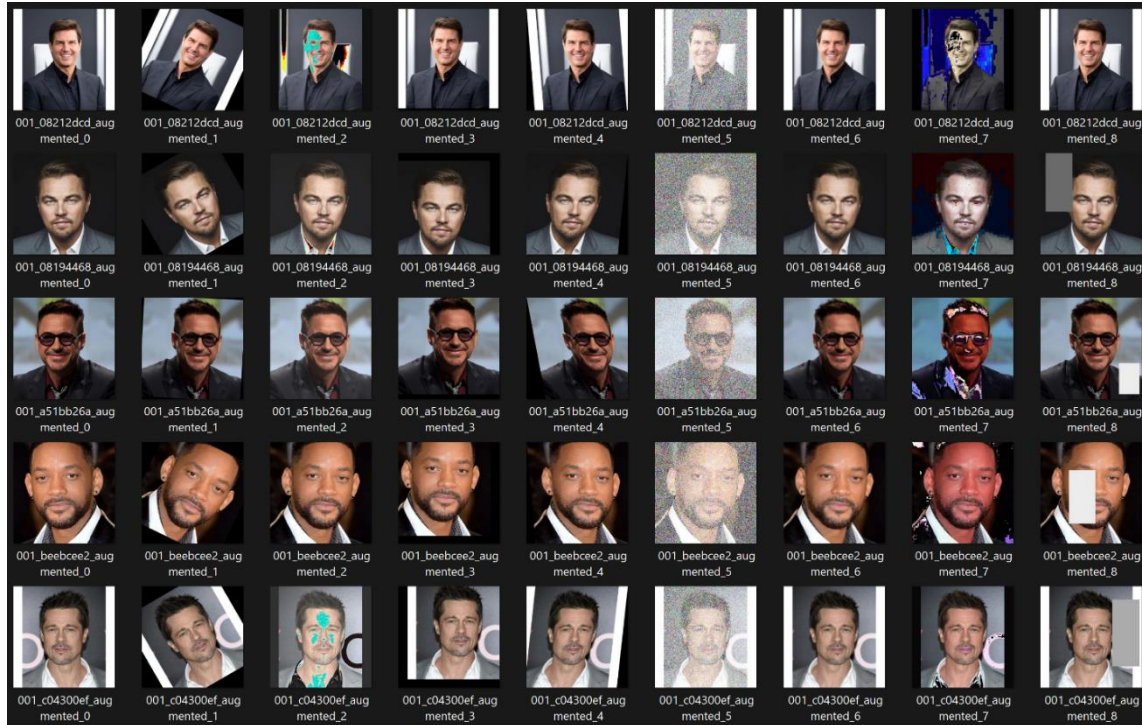 001_08212dcd_aug 001_08212dcd_aug 001_08212dcd_aug 001_08212dcd_aug 001_08212dcd_aug 001_08212dcd_aug 001_08212dcd_aug 001_08212dcd_aug 001_08212dcd_aug
mented_0 mented_1 mented_2 mented_3 mented_4 mented_5 mented_6 mented_7 mented_8
001_08194468_aug 001_08194468_aug 001_08194468_aug 001_08194468_aug 001_08194468_aug 001_08194468_aug 001_08194468_aug 001_08194468_aug 001_08194468_aug
mented_0 mented_1 mented_2 mented_3 mented_4 mented_5 mented_6 mented_7 mented_8
001_a51bb26a_aug 001_a51bb26a_aug 001_a51bb26a_aug 001_a51bb26a_aug 001_a51bb26a_aug 001_a51bb26a_aug 001_a51bb26a_aug 001_a51bb26a_aug 001_a51bb26a_aug
mented_0 mented_1 mented_2 mented_3 mented_4 mented_5 mented_6 mented_7 mented_8
001_beebcee2_aug 001_beebcee2_aug 001_beebcee2_aug 001_beebcee2_aug 001_beebcee2_aug 001_beebcee2_aug 001_beebcee2_aug 001_beebcee2_aug 001_beebcee2_aug
mented_0 mented_1 mented_2 mented_3 mented_4 mented_5 mented_6 mented_7 mented_8
001_c04300ef_aug 001_c04300ef_aug 001_c04300ef_aug 001_c04300ef_aug 001_c04300ef_aug 001_c04300ef_aug 001_c04300ef_aug 001_c04300ef_aug 001_c04300ef_aug
mented_0 mented_1 mented_2 mented_3 mented_4 mented_5 mented_6 mented_7 mented_8